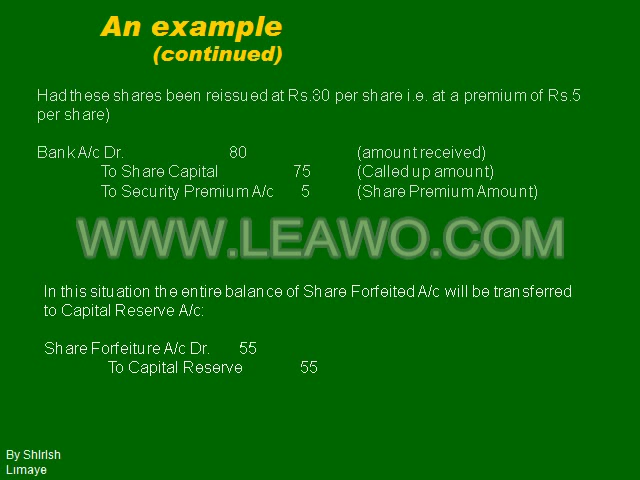 An example
(continued)
Had these shares been reissued at Rs.80 per share i.e. at a premium of Rs.5
per share)
Bank A/c Dr. 80 (amount received)
To Share Capital 75 (Called up amount)
To Security Premium A/c 5 (Share Premium Amount)
WWW.LEAWO.COM
In this situation the entire balance of Share Forfeited A/c will be transferred
to Capital Reserve A/c:
Share Forfeiture A/c Dr. 55
To Capital Reserve 55
By Shirish
Limaye